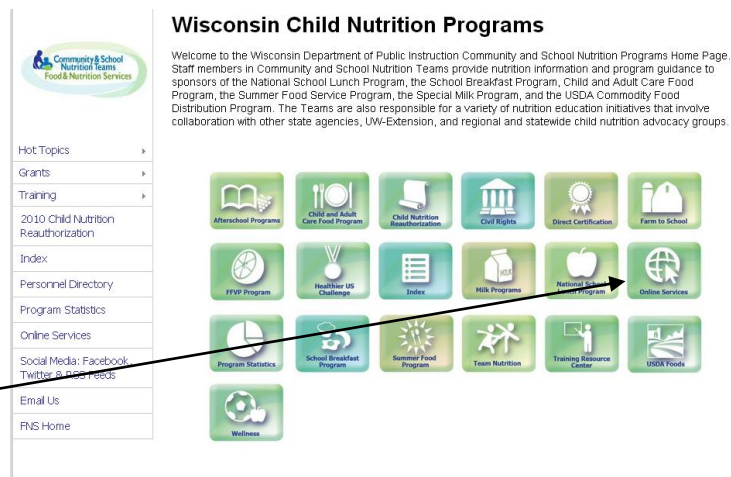 Community & School
Nutrition Teams
Food & Nutrition Services
Wisconsin Child Nutrition Programs
Welcome to the Wisconsin Department of Public Instruction Community and School Nutrition Programs Home Page.
Staff members in Community and School Nutrition Teams provide nutrition information and program guidance to
sponsors of the National School Lunch Program, the School Breakfast Program, Child and Adult Care Food
Program, the Summer Food Service Program, the Special Milk Program, and the USDA Commodity Food
Distribution Program. The Teams are also responsible for a variety of nutrition education initiatives that involve
collaboration with other state agencies, UW-Extension, and regional and statewide child nutrition advocacy groups.
Hot Topics
Grants
Training
2010 Child Nutrition
Reauthorization
Index
Personnel Directory
Program Statistics
Online Services
Social Media: Facebook,
Twitter & RSS Feeds
Email Us
FNS Home
Afterschool Programs
Child and Adult
Care Food Program
Child Nutrition
Reauthorization
Civil Rights
Direct Certification
Farm to School
FFVP Program
Healthier US
Challenge
Index
MILK
Milk Programs
National School
Lunch Program
Online Services
Program Statistics
School Breakfast
Program
Summer Food
Program
Team Nutrition
Training Resource
Center
USDA Foods
Wellness